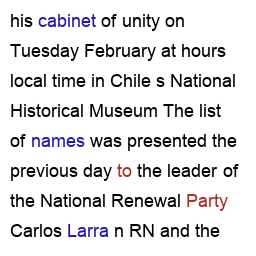 his cabinet of unity on
Tuesday February at hours
local time in Chile s National
Historical Museum The list
of names was presented the
previous day to the leader of
the National Renewal Party
Carlos Larra n RN and the